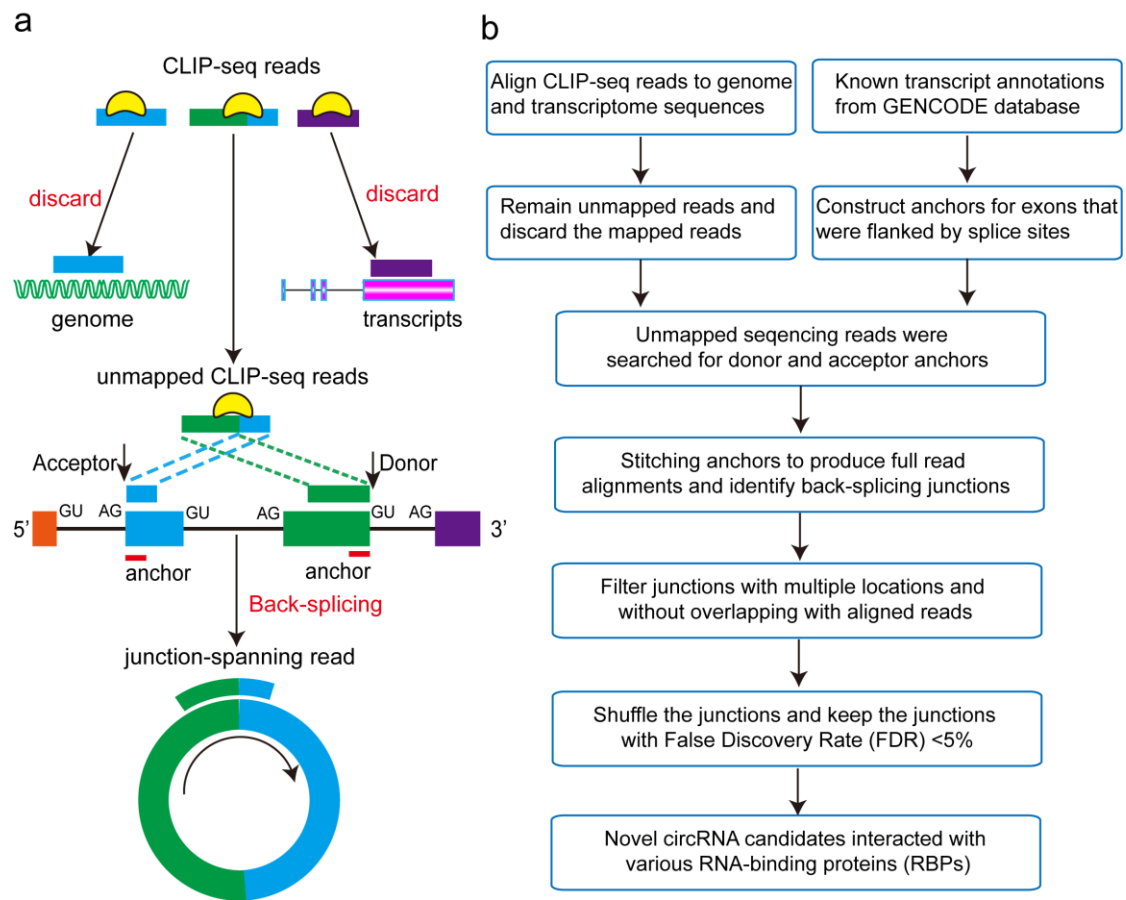 a
CLIP-seq reads
discard
discard
genome
transcripts
unmapped CLIP-seq reads
Acceptor
Donor
GU
AG
GU
AG
GU
AG
5’
3’
anchor
anchor
Back-splicing
junction-spanning read
b
Align CLIP-seq reads to genome
and transcriptome sequences
Known transcript annotations
from GENCODE database
Remain unmapped reads and
discard the mapped reads
Construct anchors for exons that
were flanked by splice sites
Unmapped seqencing reads were
searched for donor and acceptor anchors
Stitching anchors to produce full read
alignments and identify back-splicing junctions
Filter junctions with multiple locations and
without overlapping with aligned reads
Shuffle the junctions and keep the junctions
with False Discovery Rate (FDR) <5%
Novel circRNA candidates interacted with
various RNA-binding proteins (RBPs)